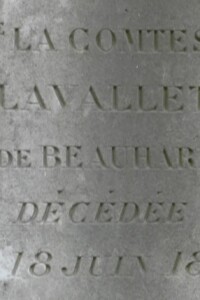 LA COMTES
LAVALLET
DE BEAUHAR
DÉCÉDÉE
18 JUIN 18